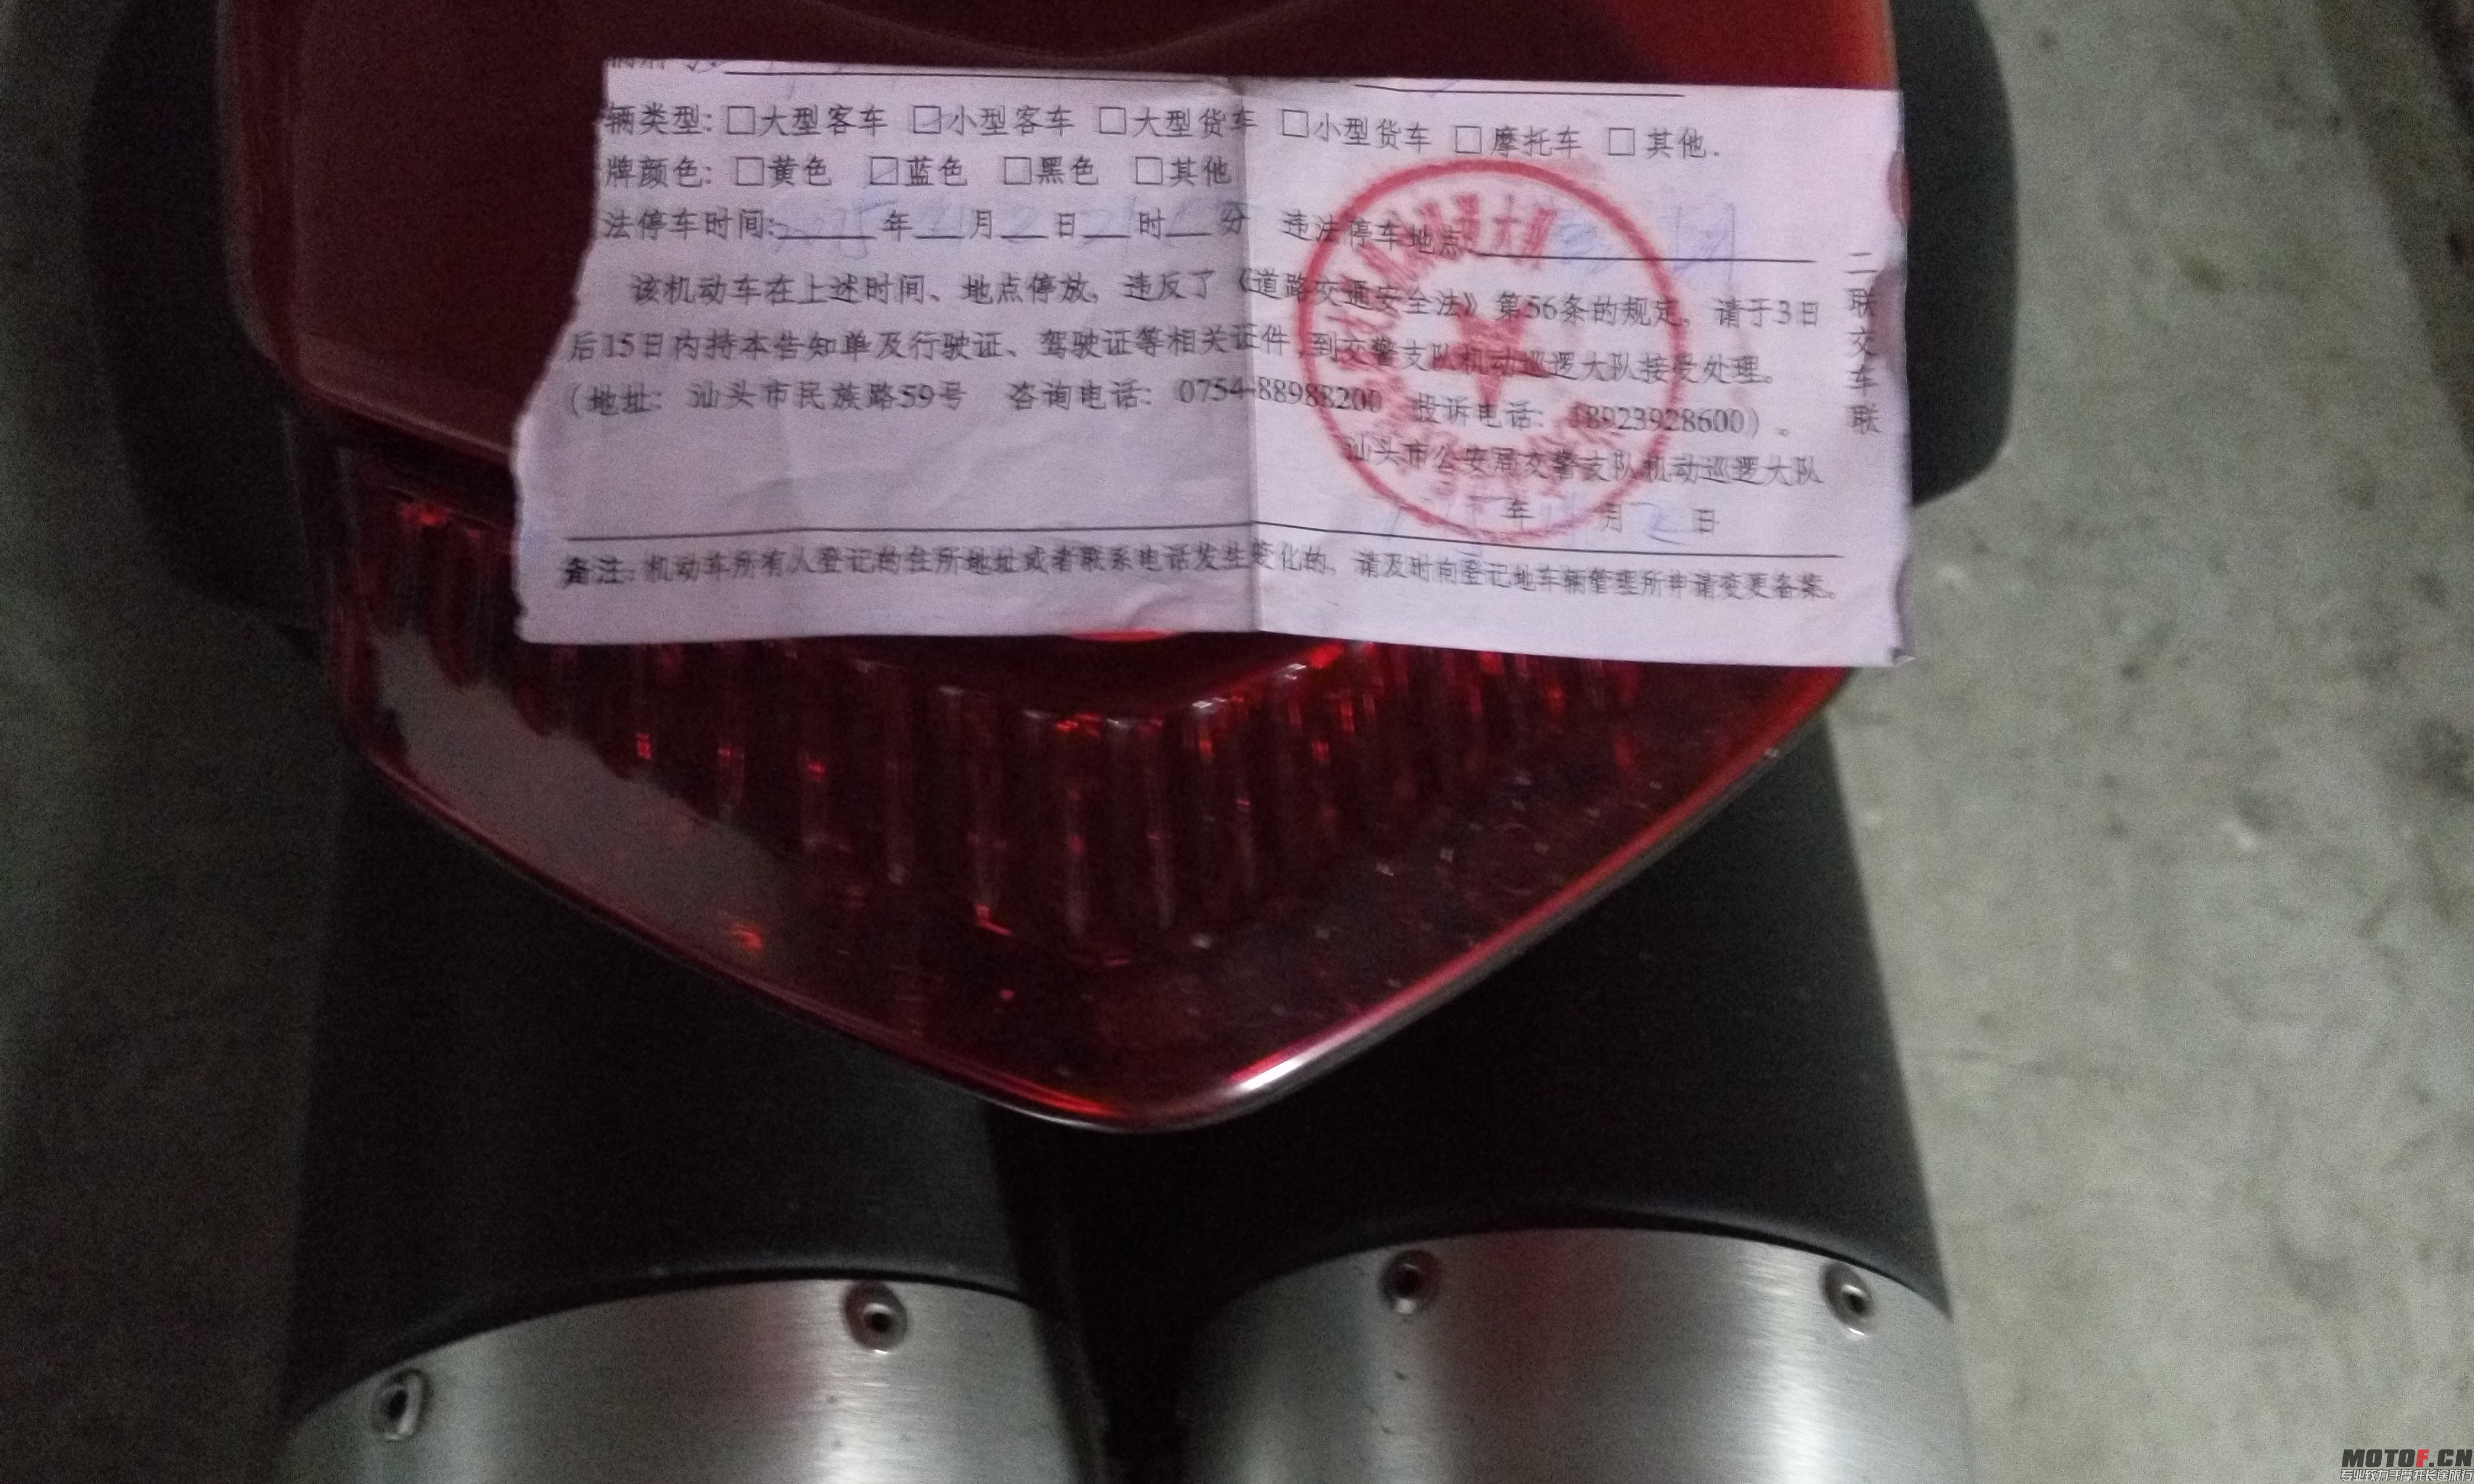 辆类型：□大型客车 ☑小型客车 □大型货车 □小型货车 □摩托车 □其他.
牌颜色：□黄色 ☑蓝色 □黑色 □其他
法停车时间: 年 月2日21时 分 违法停车地点:
该机动车在上述时间、地点停放，违反了《道路交通安全法》第56条的规定，请于3日
后15日内持本告知单及行驶证、驾驶证等相关证件,到交警支队机动巡逻大队接受处理。
（地址：汕头市民族路59号 咨询电话：0754-88988200 投诉电话：18923928600）。
汕头市公安局交警支队机动巡逻大队
年 月2日
备注：机动车所有人登记的住所地址或者联系电话发生变化的，请及时向登记地车辆管理所申请变更备案。
二联交车联
MOTOF.CN
专业致力于摩托长途旅行